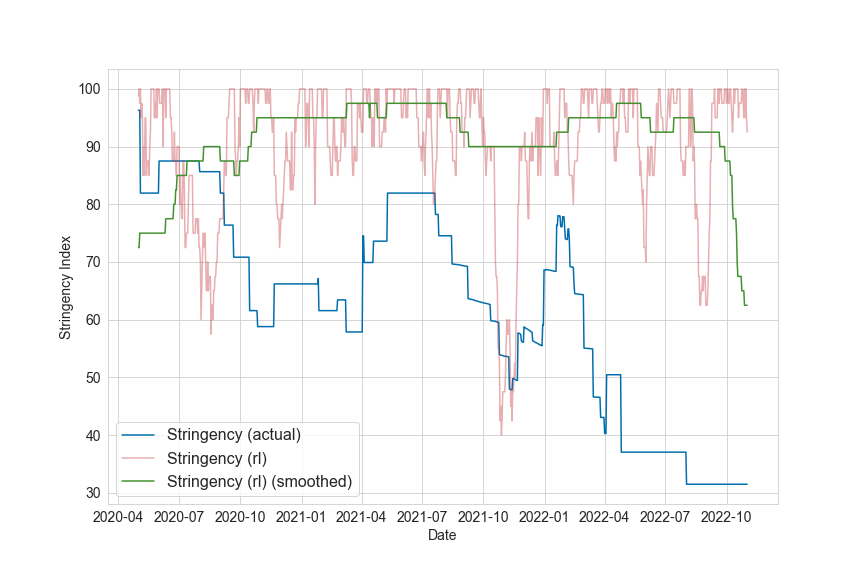 100
90
80
70
60
50
40
30
Stringency Index
Stringency (actual)
Stringency (rl)
Stringency (rl) (smoothed)
2020-04 2020-07 2020-10 2021-01 2021-04 2021-07 2021-10 2022-01 2022-04 2022-07 2022-10
Date